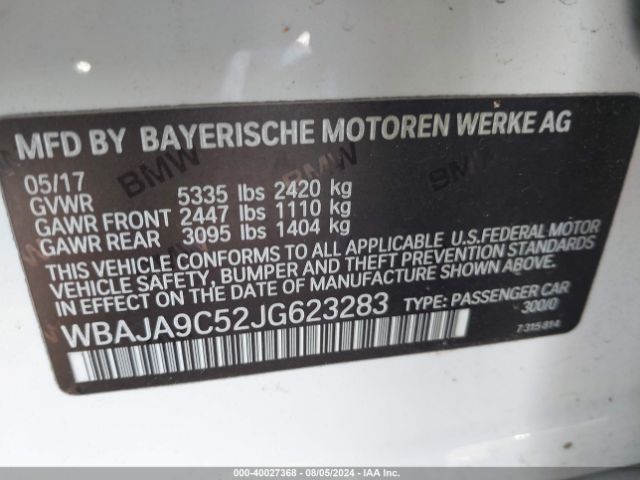 MFD BY BAYERISCHE MOTOREN WERKE AG
BMW BMW
05/17
GVWR 5335 lbs 2420 kg
GAWR FRONT 2447 lbs 1110 kg
GAWR REAR 3095 lbs 1404 kg
THIS VEHICLE CONFORMS TO ALL APPLICABLE U.S.FEDERAL MOTOR
VEHICLE SAFETY, BUMPER AND THEFT PREVENTION STANDARDS
IN EFFECT ON THE DATE OF MANUFACTURE SHOWN ABOVE.
WBAJA9C52JG623283 TYPE: PASSENGER CAR
300/0
7315814
000-40027368 - 08/05/2024 - IAA Inc.